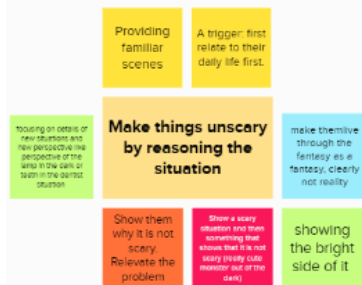 Providing
familiar
scenes
A trigger: first
relate to their
daily life first.
focusing on details of
new situations and
new perspective like
perspective of the
lamp in the dark or
teeth in the dentist
situation
Make things unscary
by reasoning the
situation
make themlive
through the
fentasy as a
fantasy, clearly
not reality
Show them
why it is not
scary.
Relevate the
problem
Show a scary
situation and then
something that
shows that it is not
scary (really cute
monster out of the
dark)
showing
the bright
side of it